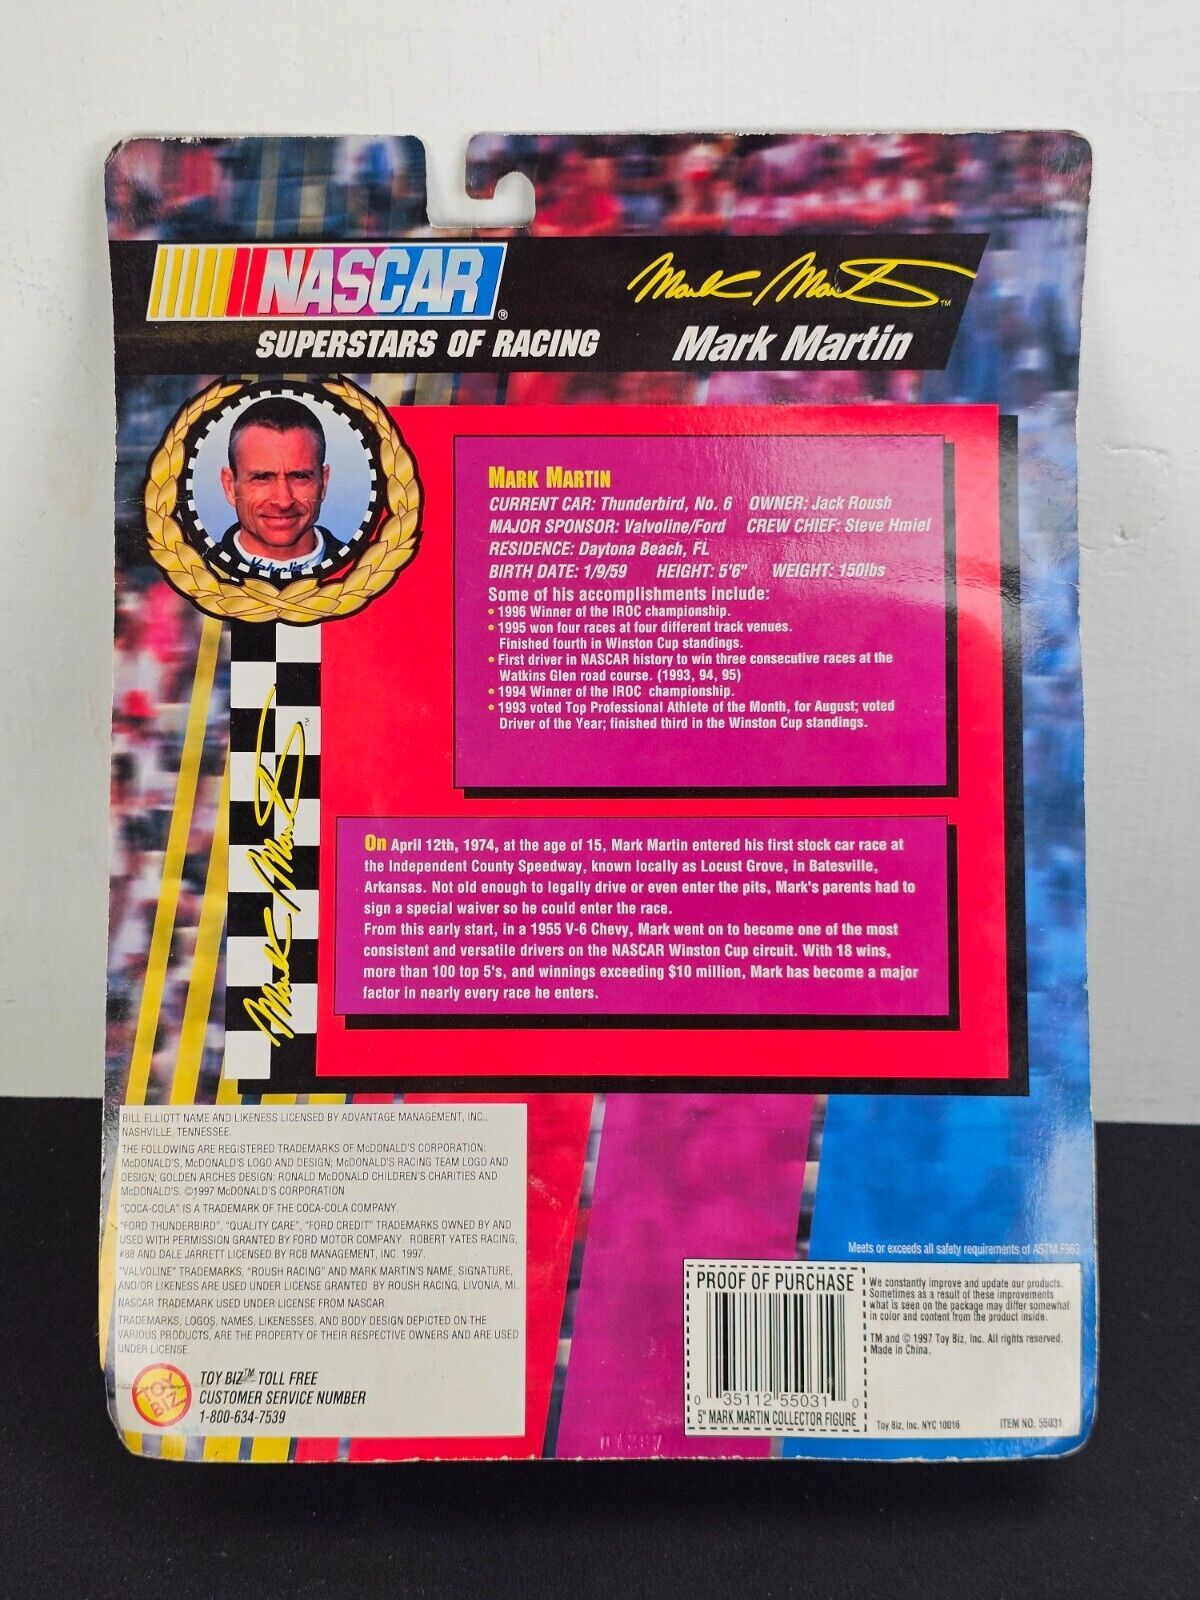 NASCAR®
SUPERSTARS OF RACING
Mark Martin™
Mark Martin
Valvoline
MARK MARTIN
CURRENT CAR: Thunderbird, No. 6 OWNER: Jack Roush
MAJOR SPONSOR: Valvoline/Ford CREW CHIEF: Steve Hmiel
RESIDENCE: Daytona Beach, FL
BIRTH DATE: 1/9/59 HEIGHT: 5'6" WEIGHT: 150lbs
Some of his accomplishments include:
• 1996 Winner of the IROC championship.
• 1995 won four races at four different track venues.
Finished fourth in Winston Cup standings.
• First driver in NASCAR history to win three consecutive races at the
Watkins Glen road course. (1993, 94, 95)
• 1994 Winner of the IROC championship.
• 1993 voted Top Professional Athlete of the Month, for August; voted
Driver of the Year; finished third in the Winston Cup standings.
Mark Martin™
On April 12th, 1974, at the age of 15, Mark Martin entered his first stock car race at
the Independent County Speedway, known locally as Locust Grove, in Batesville,
Arkansas. Not old enough to legally drive or even enter the pits, Mark's parents had to
sign a special waiver so he could enter the race.
From this early start, in a 1955 V-6 Chevy, Mark went on to become one of the most
consistent and versatile drivers on the NASCAR Winston Cup circuit. With 18 wins,
more than 100 top 5's, and winnings exceeding $10 million, Mark has become a major
factor in nearly every race he enters.
BILL ELLIOTT NAME AND LIKENESS LICENSED BY ADVANTAGE MANAGEMENT, INC.,
NASHVILLE, TENNESSEE.
THE FOLLOWING ARE REGISTERED TRADEMARKS OF McDONALD'S CORPORATION:
McDONALD'S, McDONALD'S LOGO AND DESIGN; McDONALD'S RACING TEAM LOGO AND
DESIGN; GOLDEN ARCHES DESIGN; RONALD McDONALD CHILDREN'S CHARITIES AND
McDONALD'S. ©1997 McDONALD'S CORPORATION
"COCA-COLA" IS A TRADEMARK OF THE COCA-COLA COMPANY.
"FORD THUNDERBIRD", "QUALITY CARE", "FORD CREDIT" TRADEMARKS OWNED BY AND
USED WITH PERMISSION GRANTED BY FORD MOTOR COMPANY. ROBERT YATES RACING,
#88 AND DALE JARRETT LICENSED BY RCB MANAGEMENT, INC. 1997.
"VALVOLINE" TRADEMARKS, "ROUSH RACING" AND MARK MARTIN'S NAME, SIGNATURE,
AND/OR LIKENESS ARE USED UNDER LICENSE GRANTED BY ROUSH RACING, LIVONIA, MI.
NASCAR TRADEMARK USED UNDER LICENSE FROM NASCAR.
TRADEMARKS, LOGOS, NAMES, LIKENESSES, AND BODY DESIGN DEPICTED ON THE
VARIOUS PRODUCTS, ARE THE PROPERTY OF THEIR RESPECTIVE OWNERS AND ARE USED
UNDER LICENSE.
TOY BIZ
TOY BIZ™ TOLL FREE
CUSTOMER SERVICE NUMBER
1-800-634-7539
Meets or exceeds all safety requirements of ASTM F963
PROOF OF PURCHASE
0 35112 55031 0
5" MARK MARTIN COLLECTOR FIGURE
We constantly improve and update our products.
Sometimes as a result of these improvements
what is seen on the package may differ somewhat
in color and content from the product inside.
TM and © 1997 Toy Biz, Inc. All rights reserved.
Made in China.
Toy Biz, Inc. NYC 10016 ITEM NO. 55031